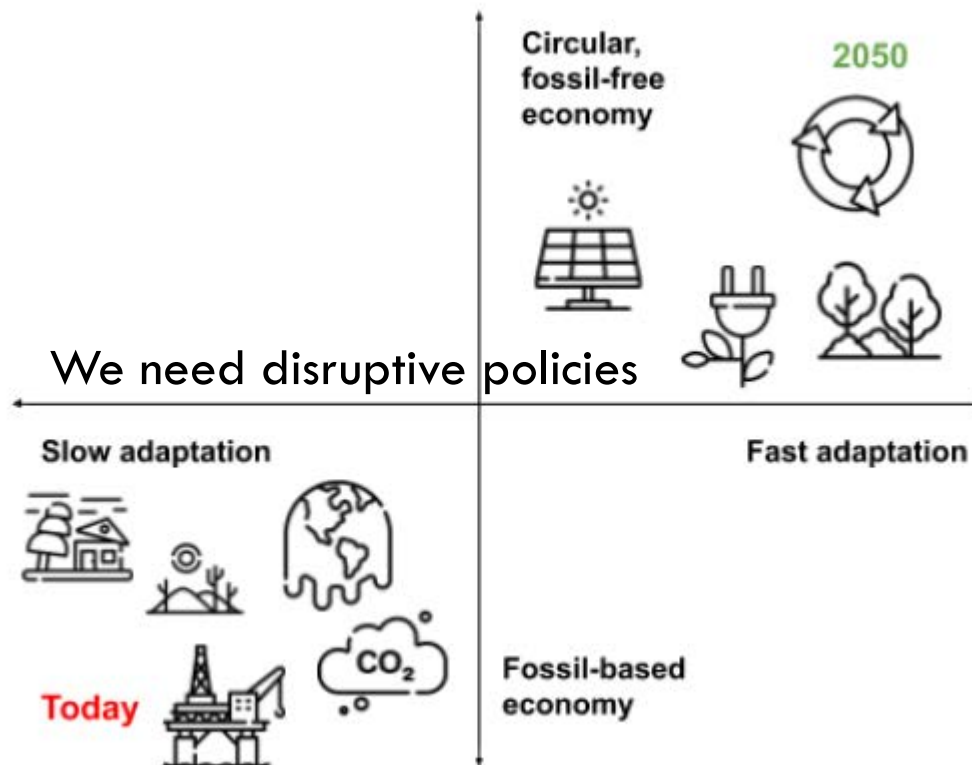 Circular,
fossil-free
economy
2050
We need disruptive policies
Slow adaptation
Fast adaptation
CO₂
Fossil-based
economy
Today